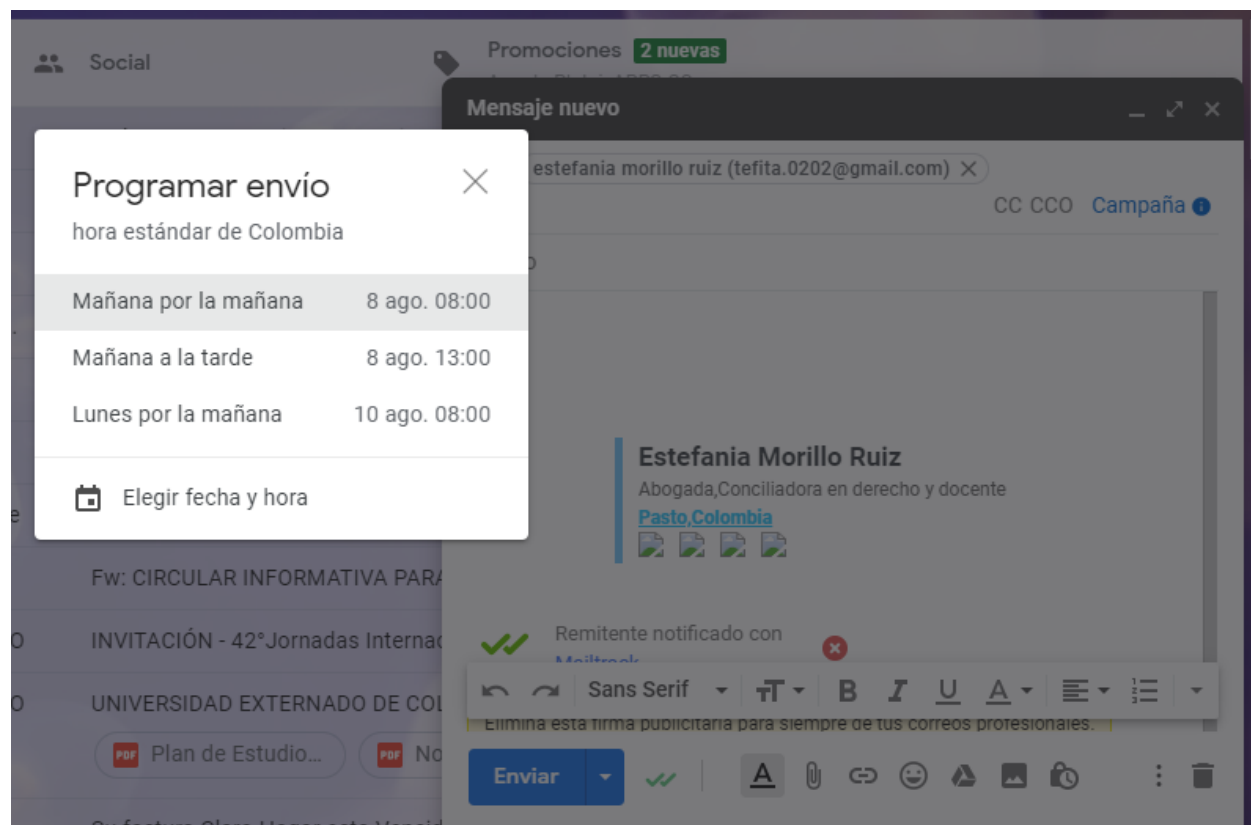 Social
Promociones 2 nuevas
Mensaje nuevo
estefania morillo ruiz (tefita.0202@gmail.com)
CC CCO Campaña
Programar envío
hora estándar de Colombia
Mañana por la mañana 8 ago. 08:00
Mañana a la tarde 8 ago. 13:00
Lunes por la mañana 10 ago. 08:00
Elegir fecha y hora
Estefania Morillo Ruiz
Abogada,Conciliadora en derecho y docente
Pasto,Colombia
Fw: CIRCULAR INFORMATIVA PARA
INVITACIÓN - 42°Jornadas Internac
UNIVERSIDAD EXTERNADO DE COL
PDF Plan de Estudio...
PDF No
Remitente notificado con
Mailtrack
Sans Serif
Elimina esta firma publicitaria para siempre de tus correos profesionales.
Enviar